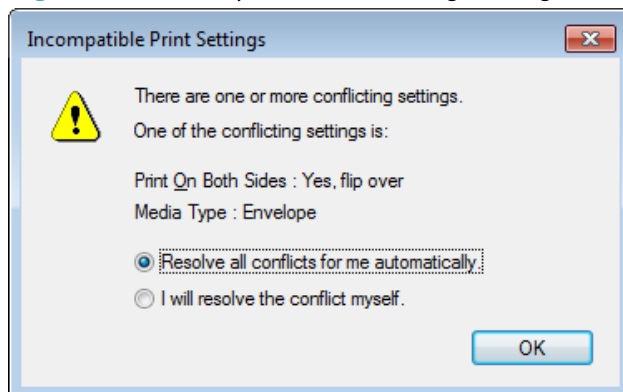 Incompatible Print Settings
There are one or more conflicting settings.
One of the conflicting settings is:
Print On Both Sides : Yes, flip over
Media Type : Envelope
Resolve all conflicts for me automatically.
I will resolve the conflict myself.
OK